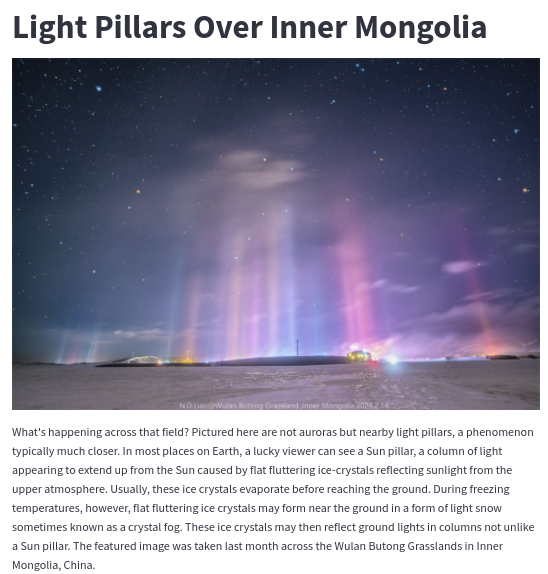 Light Pillars Over Inner Mongolia
N.D.Liao@Wulan Butong Grassland ,Inner Mongolia 2024.2.14
What's happening across that field? Pictured here are not auroras but nearby light pillars, a phenomenon
typically much closer. In most places on Earth, a lucky viewer can see a Sun pillar, a column of light
appearing to extend up from the Sun caused by flat fluttering ice-crystals reflecting sunlight from the
upper atmosphere. Usually, these ice crystals evaporate before reaching the ground. During freezing
temperatures, however, flat fluttering ice crystals may form near the ground in a form of light snow
sometimes known as a crystal fog. These ice crystals may then reflect ground lights in columns not unlike
a Sun pillar. The featured image was taken last month across the Wulan Butong Grasslands in Inner
Mongolia, China.